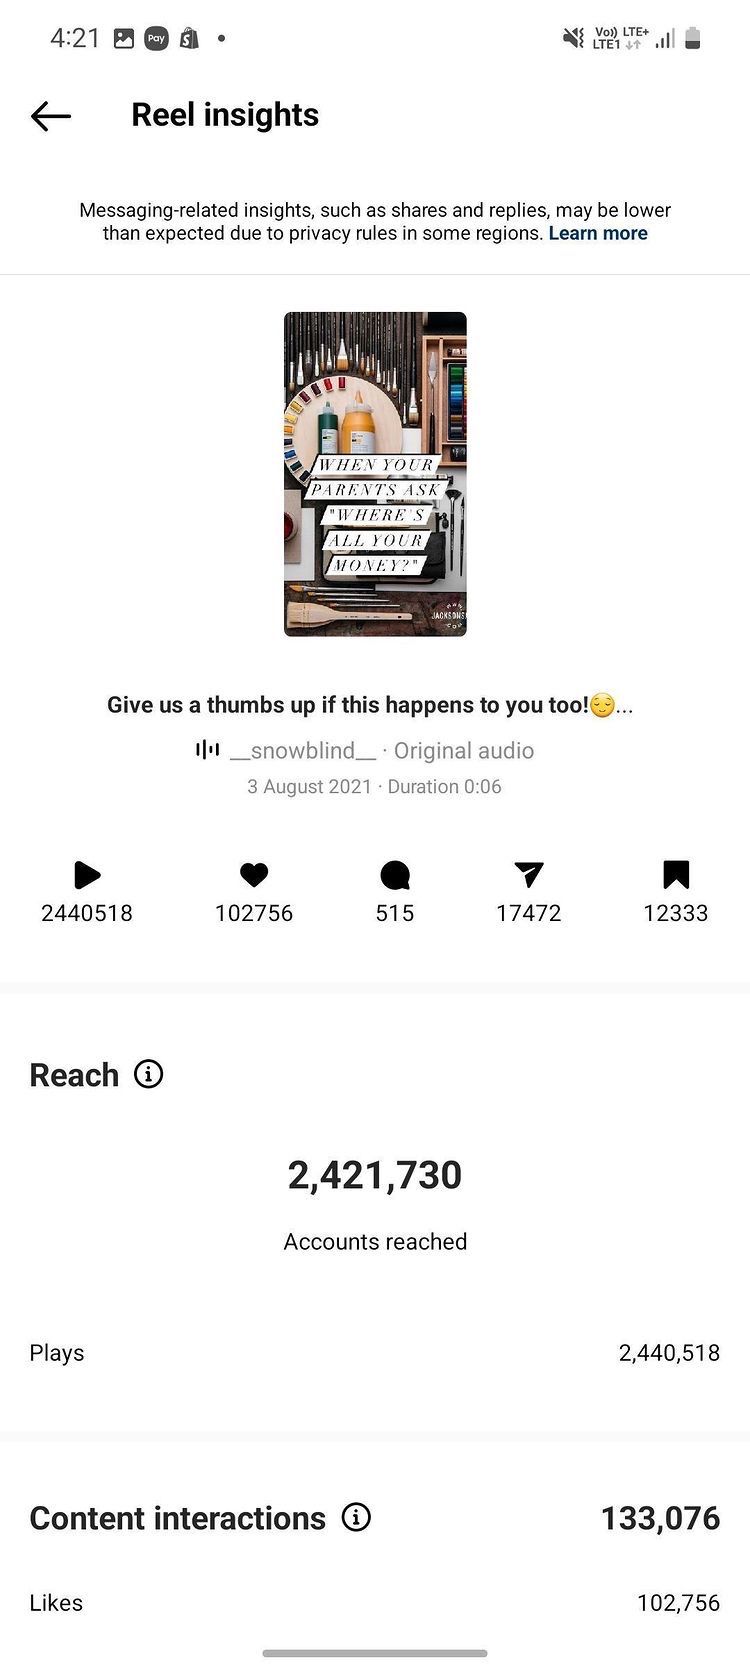 4:21 Pay Vo)) LTE+
LTE1
Reel insights
Messaging-related insights, such as shares and replies, may be lower
than expected due to privacy rules in some regions. Learn more
WHEN YOUR
PARENTS ASK
"WHERE'S
ALL YOUR
MONEY?"
JACKSONS
Give us a thumbs up if this happens to you too!😌...
__snowblind__ · Original audio
3 August 2021 · Duration 0:06
2440518 102756 515 17472 12333
Reach
2,421,730
Accounts reached
Plays 2,440,518
Content interactions 133,076
Likes 102,756